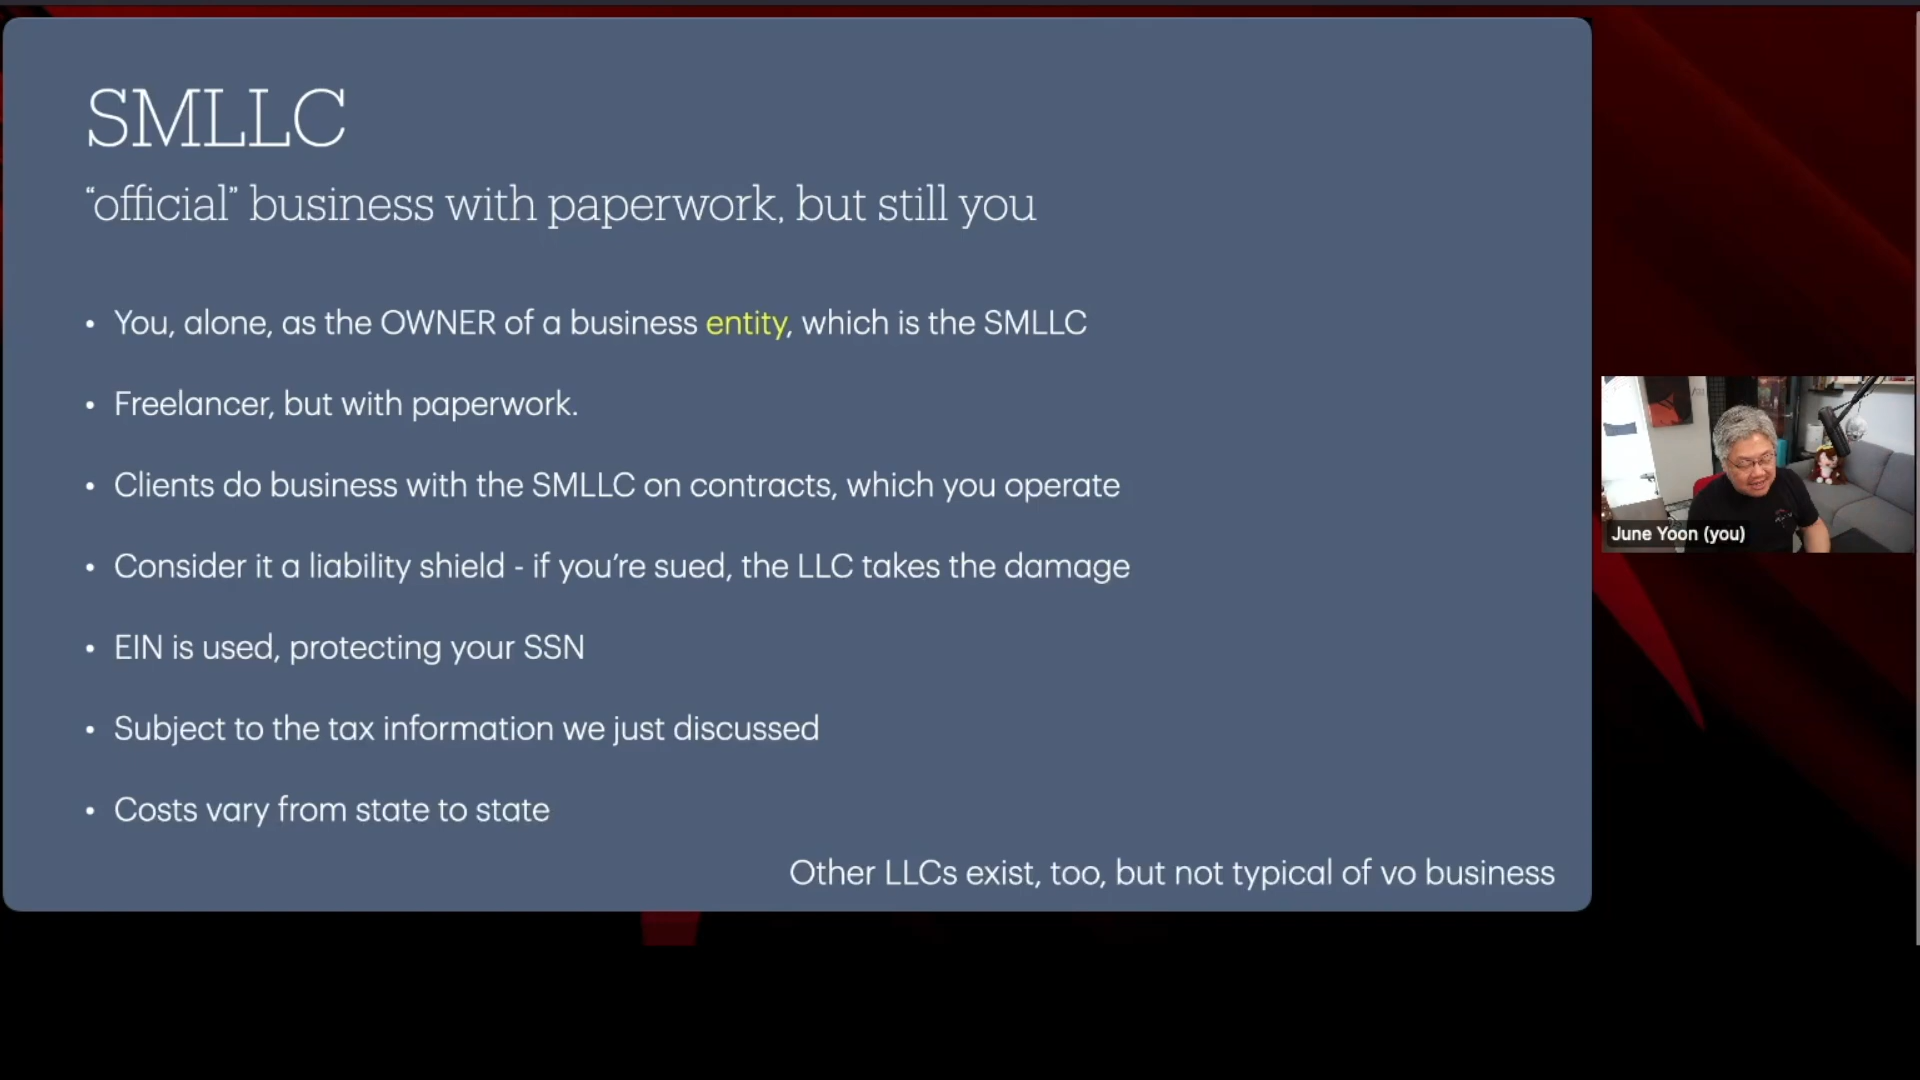 SMLLC
“official” business with paperwork, but still you
• You, alone, as the OWNER of a business entity, which is the SMLLC
• Freelancer, but with paperwork.
• Clients do business with the SMLLC on contracts, which you operate
• Consider it a liability shield - if you’re sued, the LLC takes the damage
• EIN is used, protecting your SSN
• Subject to the tax information we just discussed
• Costs vary from state to state
Other LLCs exist, too, but not typical of vo business
June Yoon (you)